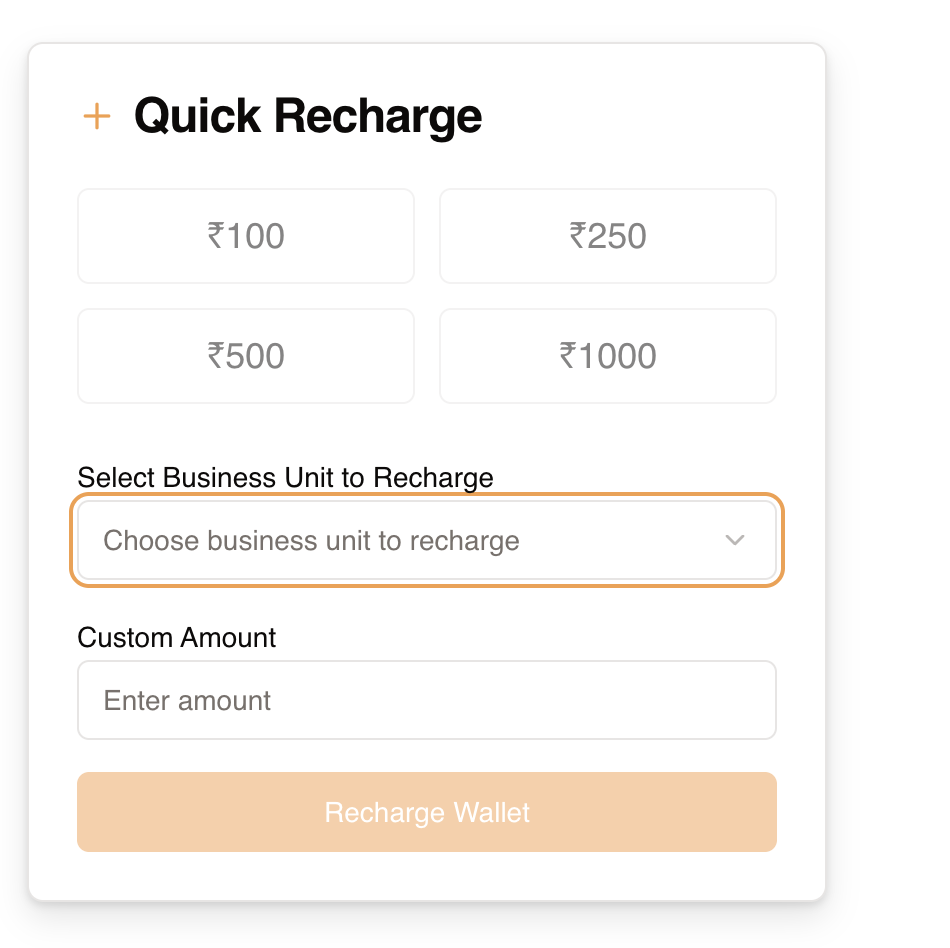 Quick Recharge
₹100
₹250
₹500
₹1000
Select Business Unit to Recharge
Choose business unit to recharge
Custom Amount
Enter amount
Recharge Wallet